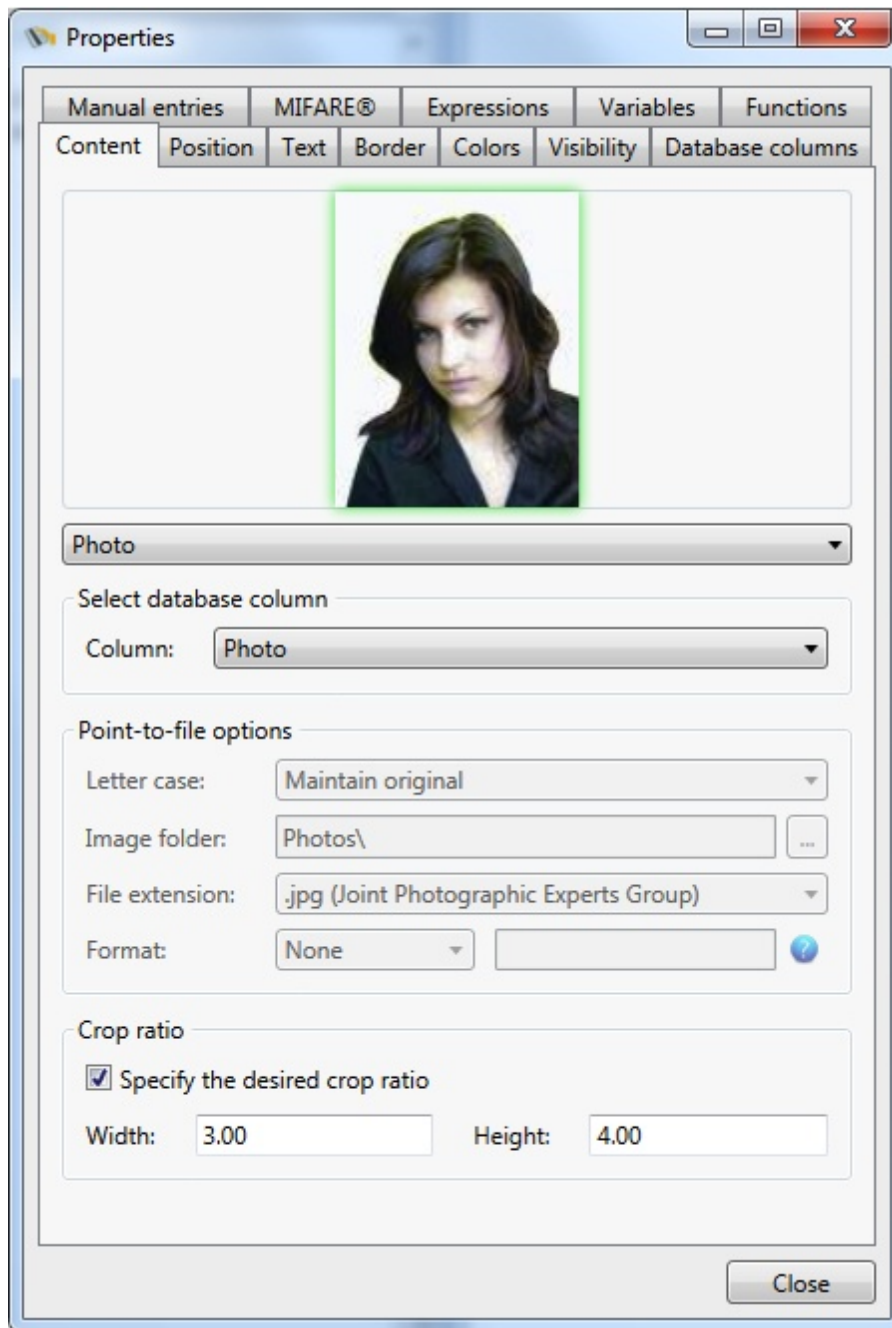 Properties
Manual entries MIFARE® Expressions Variables Functions
Content Position Text Border Colors Visibility Database columns
Photo
Select database column
Column: Photo
Point-to-file options
Letter case: Maintain original
Image folder: Photos\ ...
File extension: .jpg (Joint Photographic Experts Group)
Format: None ?
Crop ratio
Specify the desired crop ratio
Width: 3.00 Height: 4.00
Close